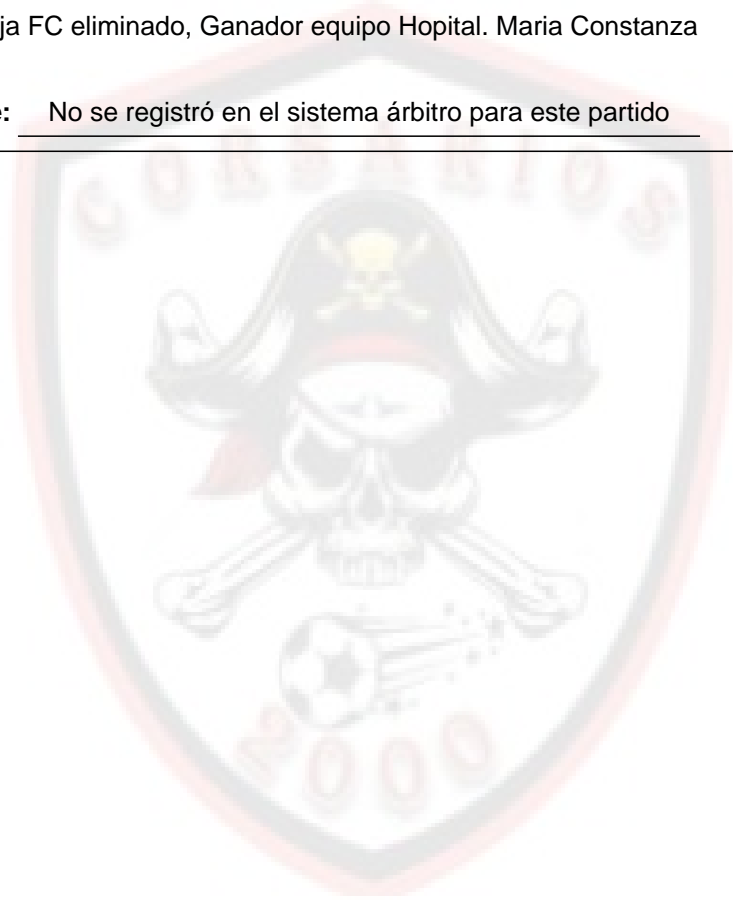 ja FC eliminado, Ganador equipo Hopital. Maria Constanza
: No se registró en el sistema árbitro para este partido
CORSARIOS
2000